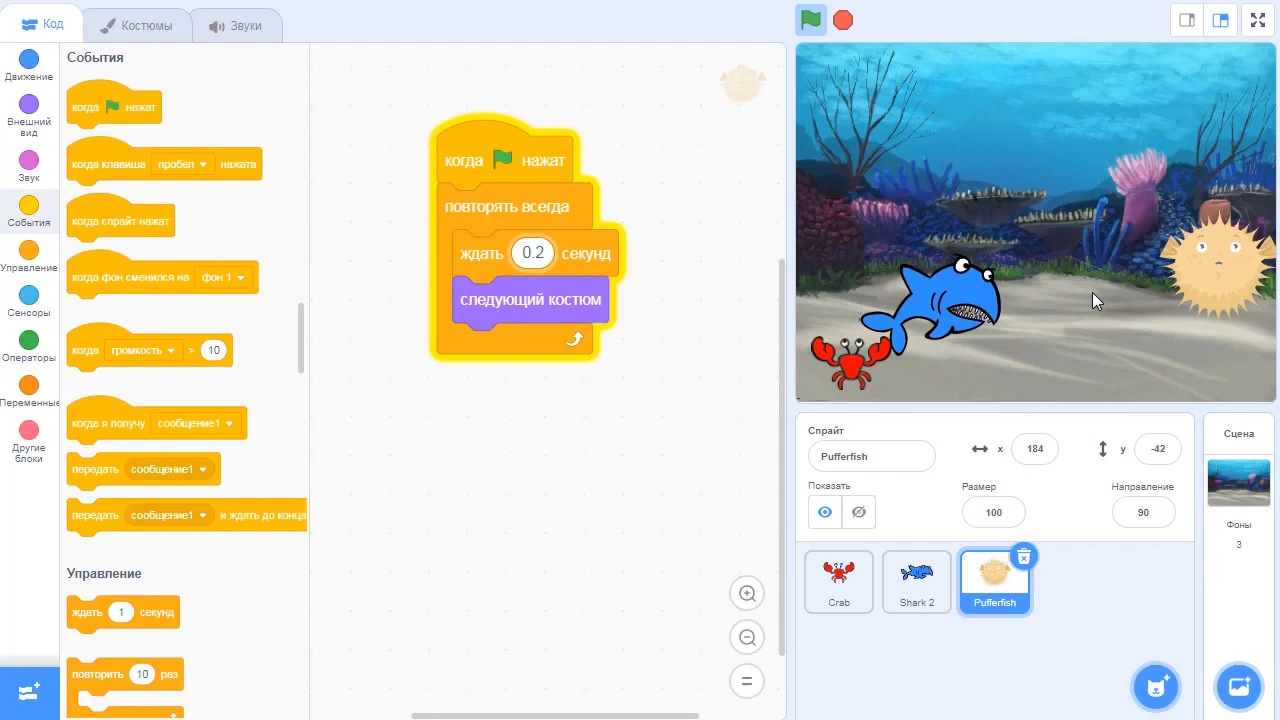 Код
Костюмы
Звуки
Движение
Внешний
вид
Звук
События
Управление
Сенсоры
Операторы
Переменные
Другие
блоки
События
когда нажат
когда клавиша пробел нажата
когда спрайт нажат
когда фон сменился на фон 1
когда громкость > 10
когда я получу сообщение1
передать сообщение1
передать сообщение1 и ждать до конца
Управление
ждать 1 секунд
повторить 10 раз
когда нажат
повторять всегда
ждать 0.2 секунд
следующий костюм
Спрайт
Pufferfish
x 184
y -42
Показать
Размер
100
Направление
90
Crab
Shark 2
Pufferfish
Сцена
Фоны
3